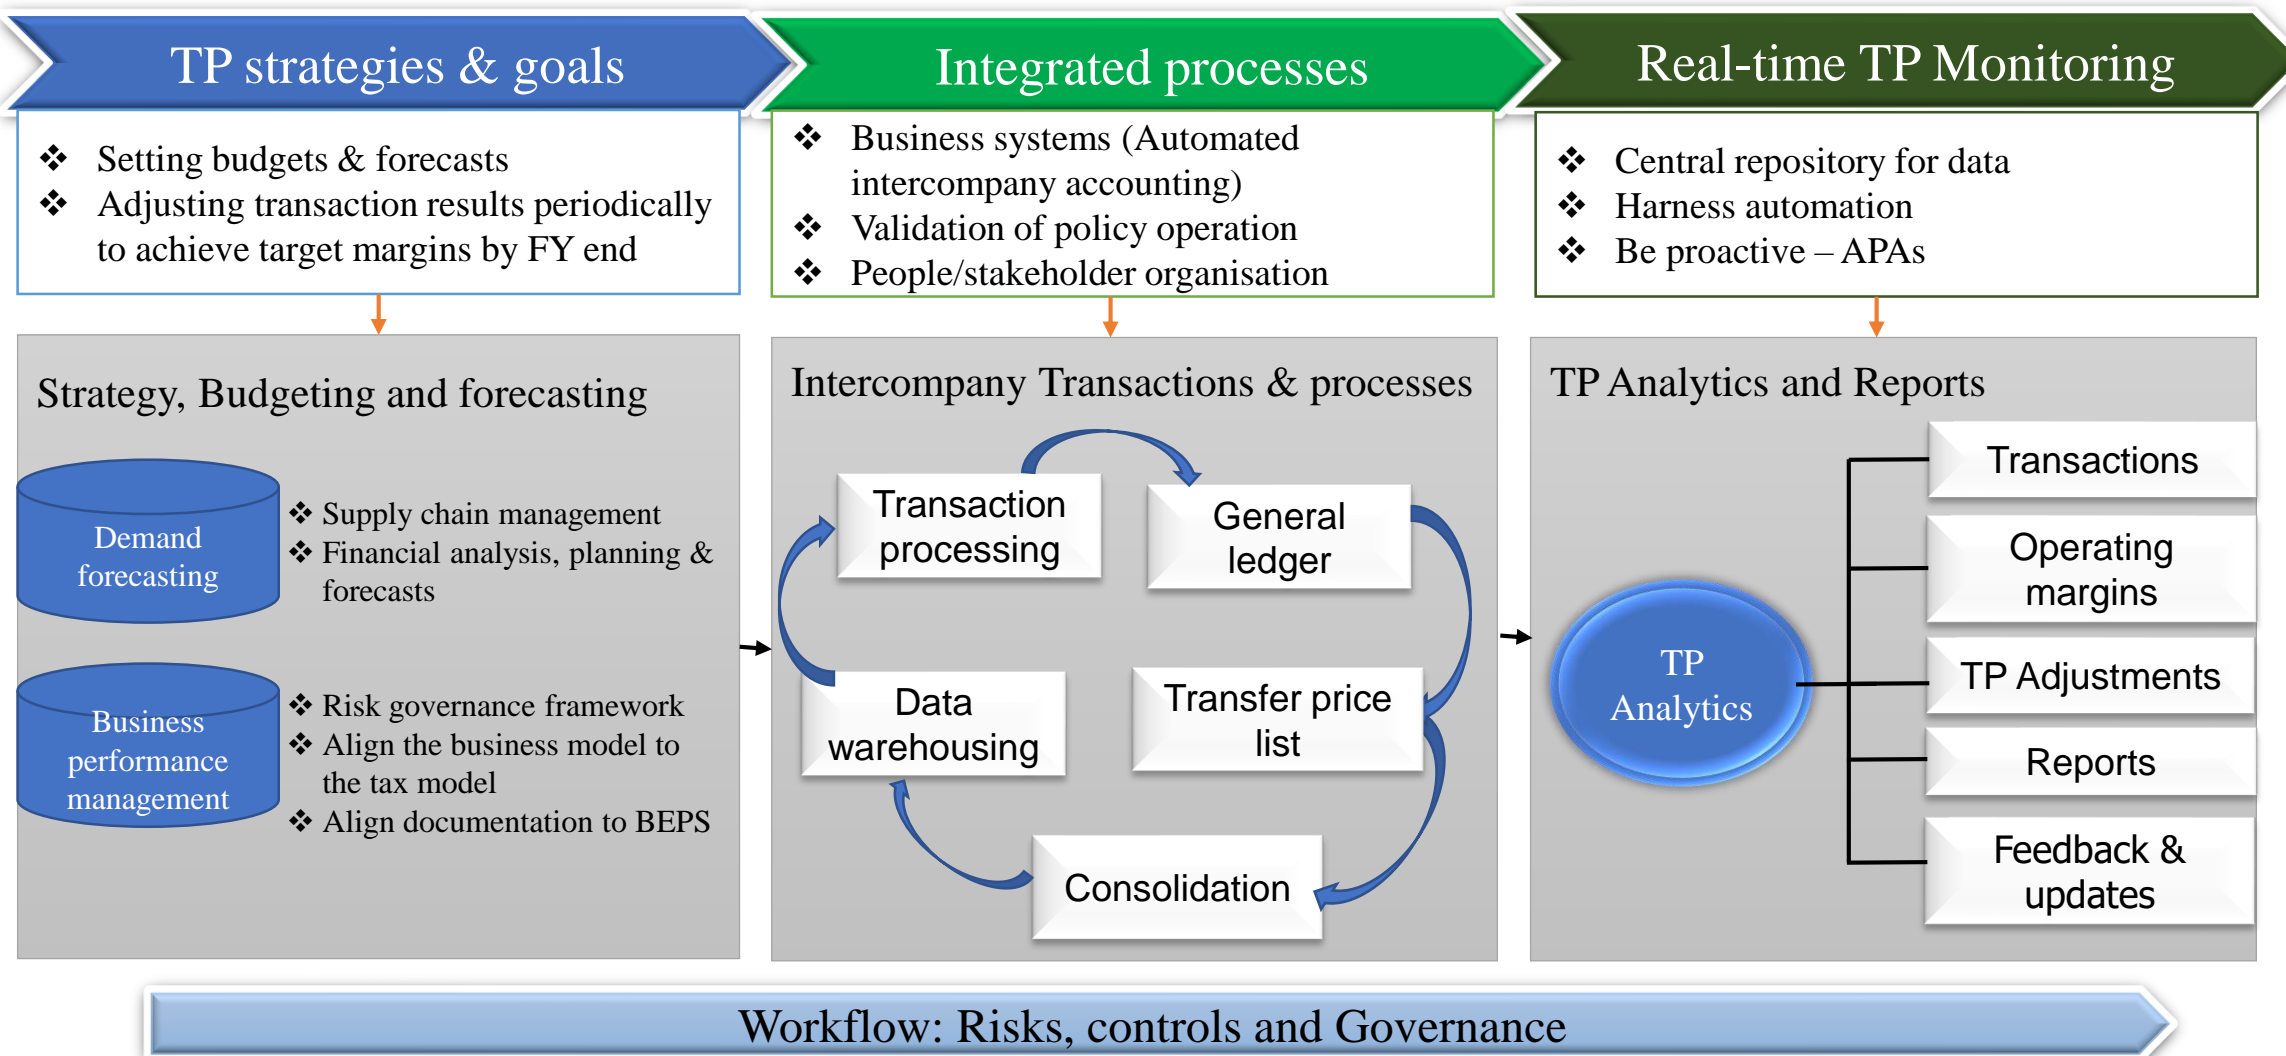 TP strategies & goals
Integrated processes
Real-time TP Monitoring
❖ Setting budgets & forecasts
❖ Adjusting transaction results periodically
to achieve target margins by FY end
❖ Business systems (Automated
intercompany accounting)
❖ Validation of policy operation
❖ People/stakeholder organisation
❖ Central repository for data
❖ Harness automation
❖ Be proactive – APAs
Strategy, Budgeting and forecasting
Demand
forecasting
❖ Supply chain management
❖ Financial analysis, planning &
forecasts
Business
performance
management
❖ Risk governance framework
❖ Align the business model to
the tax model
❖ Align documentation to BEPS
Intercompany Transactions & processes
Transaction
processing
General
ledger
Transfer price
list
Consolidation
Data
warehousing
TP Analytics and Reports
TP
Analytics
Transactions
Operating
margins
TP Adjustments
Reports
Feedback &
updates
Workflow: Risks, controls and Governance